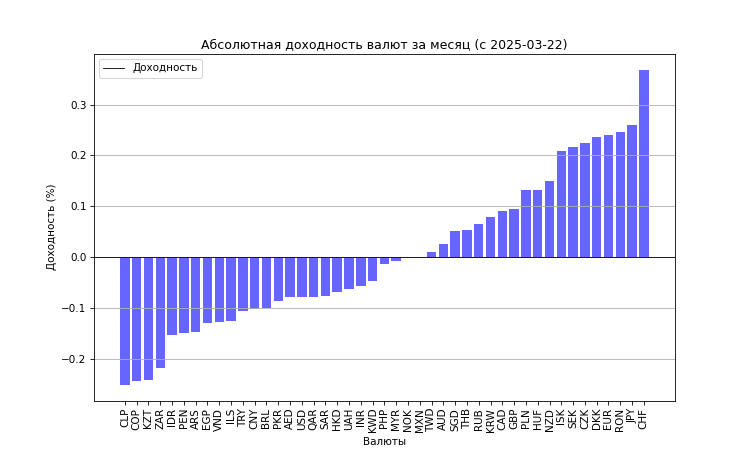 Абсолютная доходность валют за месяц (с 2025-03-22)
Доходность
Доходность (%)
0.3
0.2
0.1
0.0
−0.1
−0.2
CLP COP KZT ZAR IDR PEN ARS EGP VND ILS TRY CNY BRL PKR AED USD QAR SAR HKD UAH INR KWD PHP MYR NOK MXN TWD AUD SGD THB RUB KRW CAD GBP PLN HUF NZD ISK SEK CZK DKK EUR RON JPY CHF
Валюты